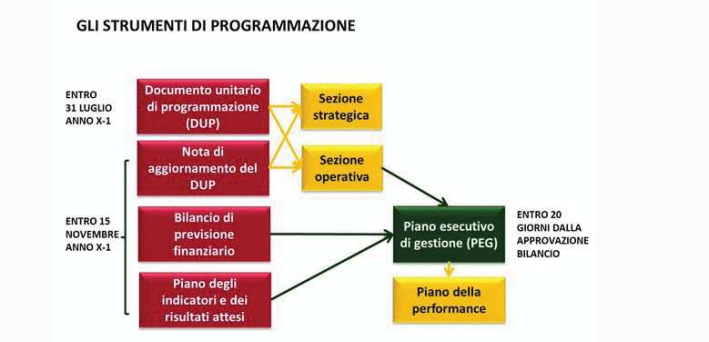 GLI STRUMENTI DI PROGRAMMAZIONE
ENTRO
31 LUGLIO
ANNO X-1
Documento unitario
di programmazione
(DUP)
Sezione
strategica
Nota di
aggiornamento del
DUP
Sezione
operativa
ENTRO 15
NOVEMBRE
ANNO X-1
Bilancio di
previsione
finanziario
Piano esecutivo
di gestione (PEG)
ENTRO 20
GIORNI DALLA
APPROVAZIONE
BILANCIO
Piano degli
indicatori e dei
risultati attesi
Piano della
performance